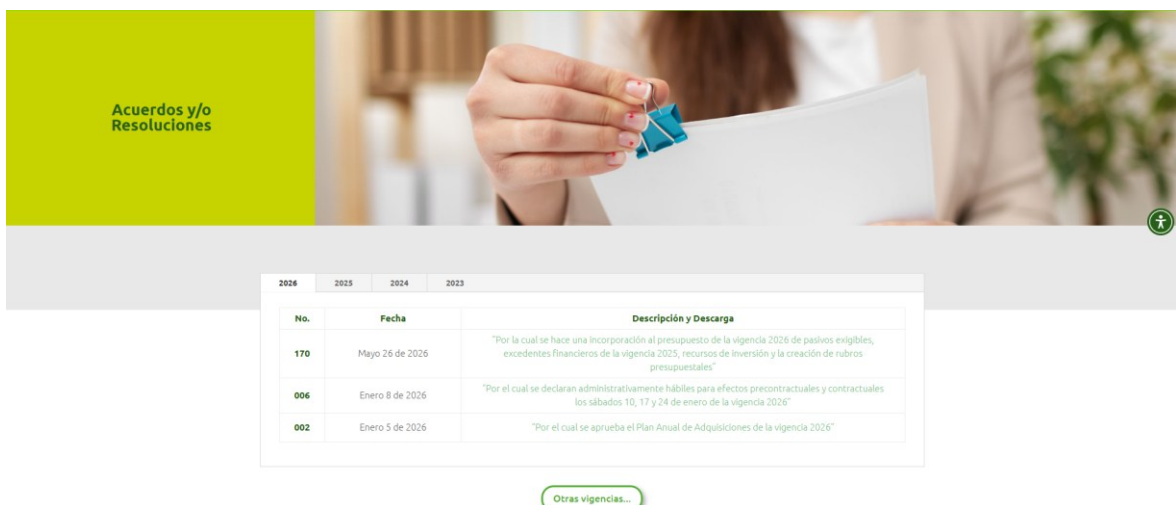 Acuerdos y/o
Resoluciones
2026 2025 2024 2023
No. Fecha Descripción y Descarga
170 Mayo 26 de 2026 "Por la cual se hace una incorporación al presupuesto de la vigencia 2026 de pasivos exigibles,
excedentes financieros de la vigencia 2025, recursos de inversión y la creación de rubros
presupuestales"
006 Enero 8 de 2026 "Por el cual se declaran administrativamente hábiles para efectos precontractuales y contractuales
los sábados 10, 17 y 24 de enero de la vigencia 2026"
002 Enero 5 de 2026 "Por el cual se aprueba el Plan Anual de Adquisiciones de la vigencia 2026"
Otras vigencias...